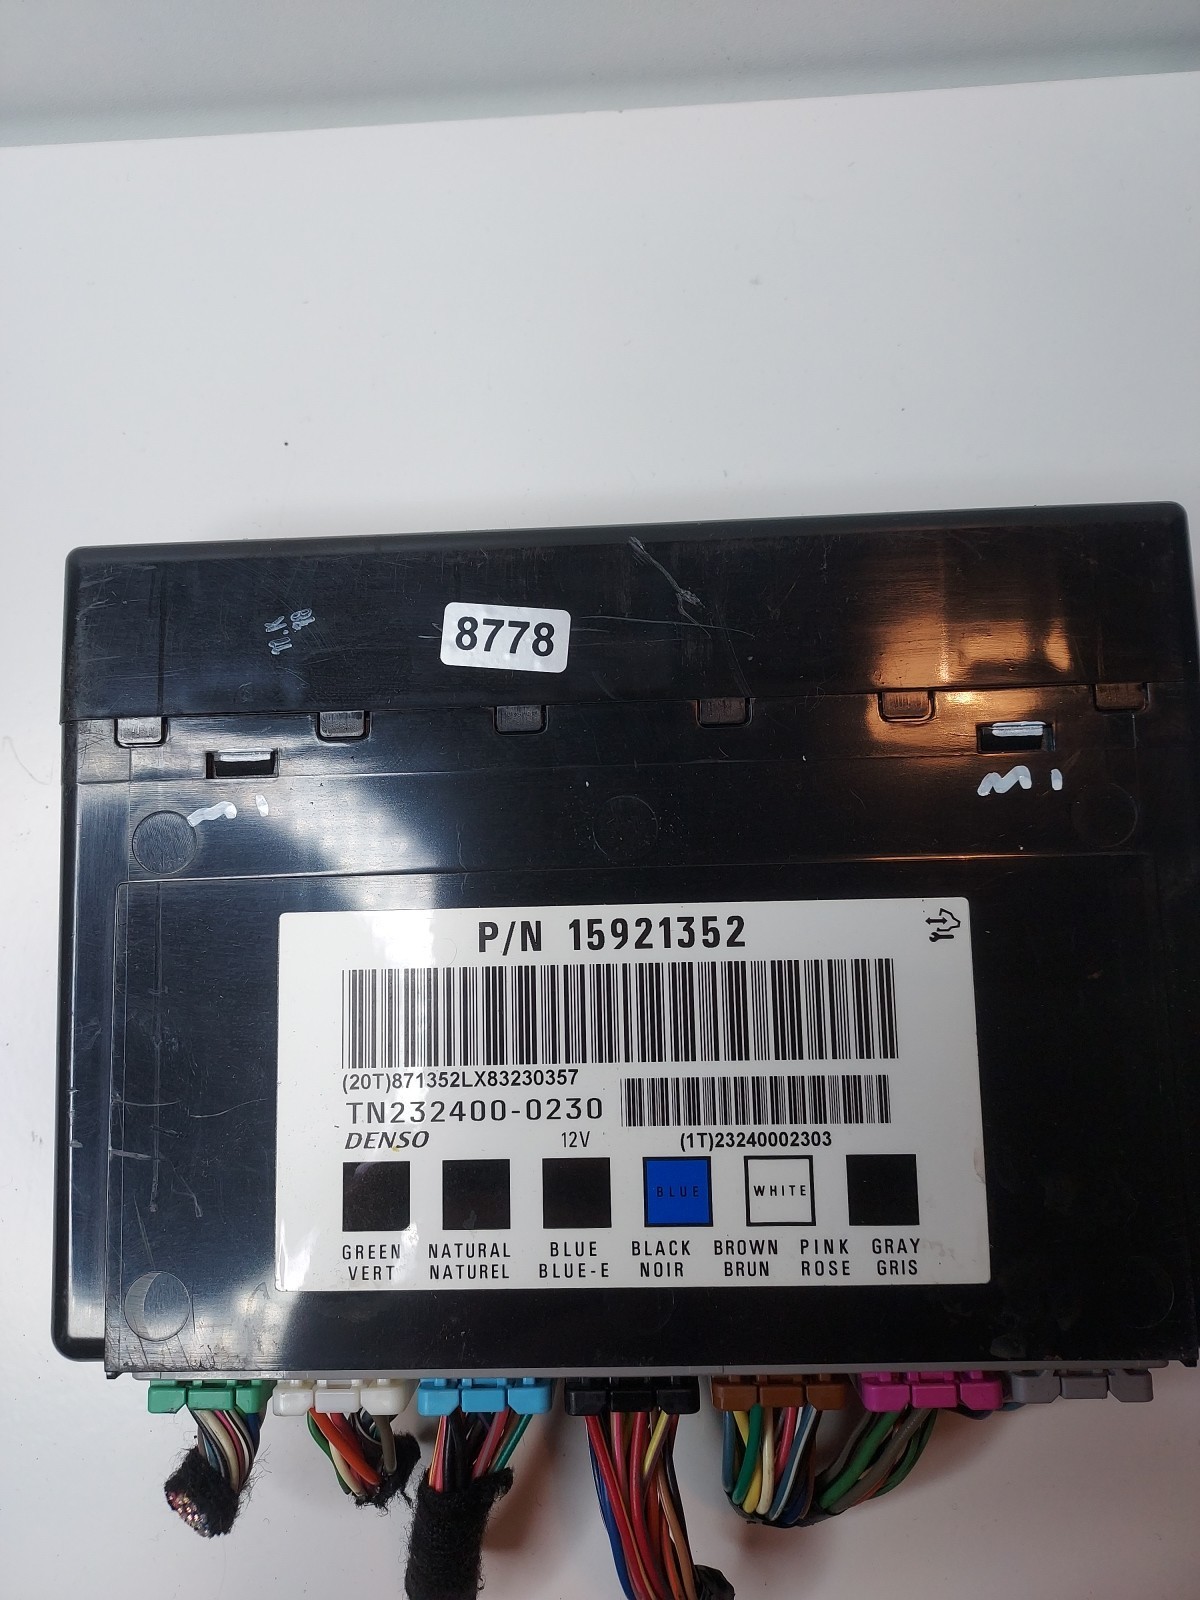 8778
P/N 15921352
(20T)871352LX83230357
TN232400-0230
DENSO 12V (1T)23240002303
BLUE WHITE
GREEN NATURAL BLUE BLACK BROWN PINK GRAY
VERT NATUREL BLUE-E NOIR BRUN ROSE GRIS